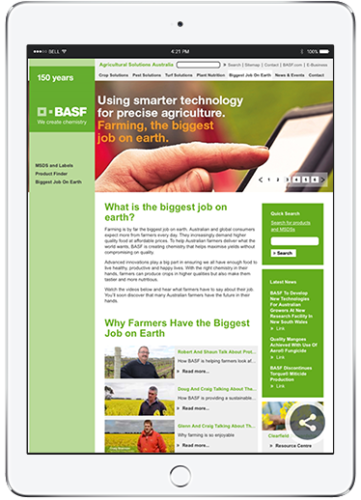 SELL
4:21 PM
100%
Agricultural Solutions Australia
Search | Sitemap | Contact | BASF.com | E-Business
150 years
Crop Solutions Pest Solutions Turf Solutions Plant Nutrition Biggest Job On Earth News & Events Contact
BASF
We create chemistry
Using smarter technology
for precise agriculture.
Farming, the biggest
job on earth.
MSDS and Labels
Product Finder
Biggest Job On Earth
What is the biggest job on
earth?
Farming is by far the biggest job on earth. Australian and global consumers
expect more from farmers every day. They increasingly demand higher
quality food at affordable prices. To help Australian farmers deliver what the
world wants, BASF is creating chemistry that helps maximise yields without
compromising on quality.
Advanced innovations play a big part in ensuring we all have enough food to
live healthy, productive and happy lives. With the right chemistry in their
hands, farmers can produce crops in higher quantities but also make them
tastier and more nutritious.
Watch the videos below and hear what farmers have to say about their job.
You'll soon discover that many Australian farmers have the future in their
hands.
Quick Search
Search for products
and MSDSs
Search
Latest News
BASF To Develop
New Technologies
For Australian
Growers At New
Research Facility In
New South Wales
Link
Quality Mangoes
Achieved With Use Of
Aero® Fungicide
Link
BASF Discontinues
Tarquat® Miticide
Production
Link
Why Farmers Have the Biggest
Job on Earth
Robert And Shaun Talk About Prot...
How BASF is helping farmers look af...
Read more...
Doug And Craig Talking About The...
How BASF is providing a sustainable...
Read more...
Glenn And Craig Talking About Th...
Why farming is so enjoyable
Read more...
Clearfield
Resource Centre